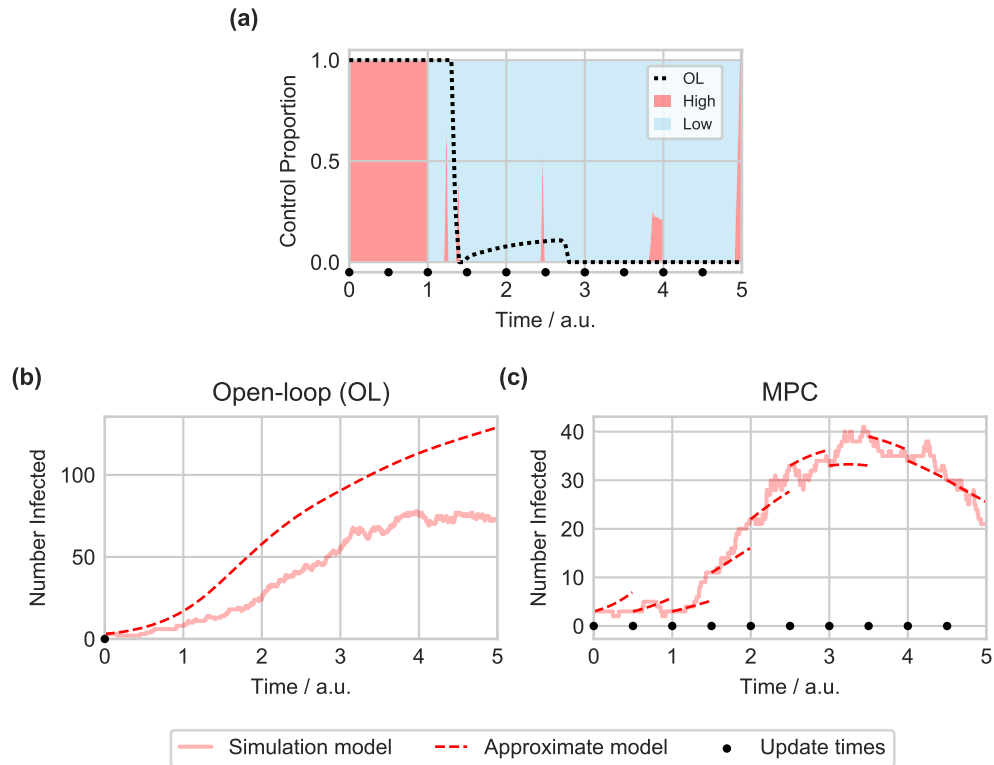 (a)
1.0
0.5
0.0
Control Proportion
OL
High
Low
0 1 2 3 4 5
Time / a.u.
(b)
Open-loop (OL)
100
50
0
Number Infected
0 1 2 3 4 5
Time / a.u.
(c)
MPC
40
30
20
10
0
Number Infected
0 1 2 3 4 5
Time / a.u.
Simulation model Approximate model Update times